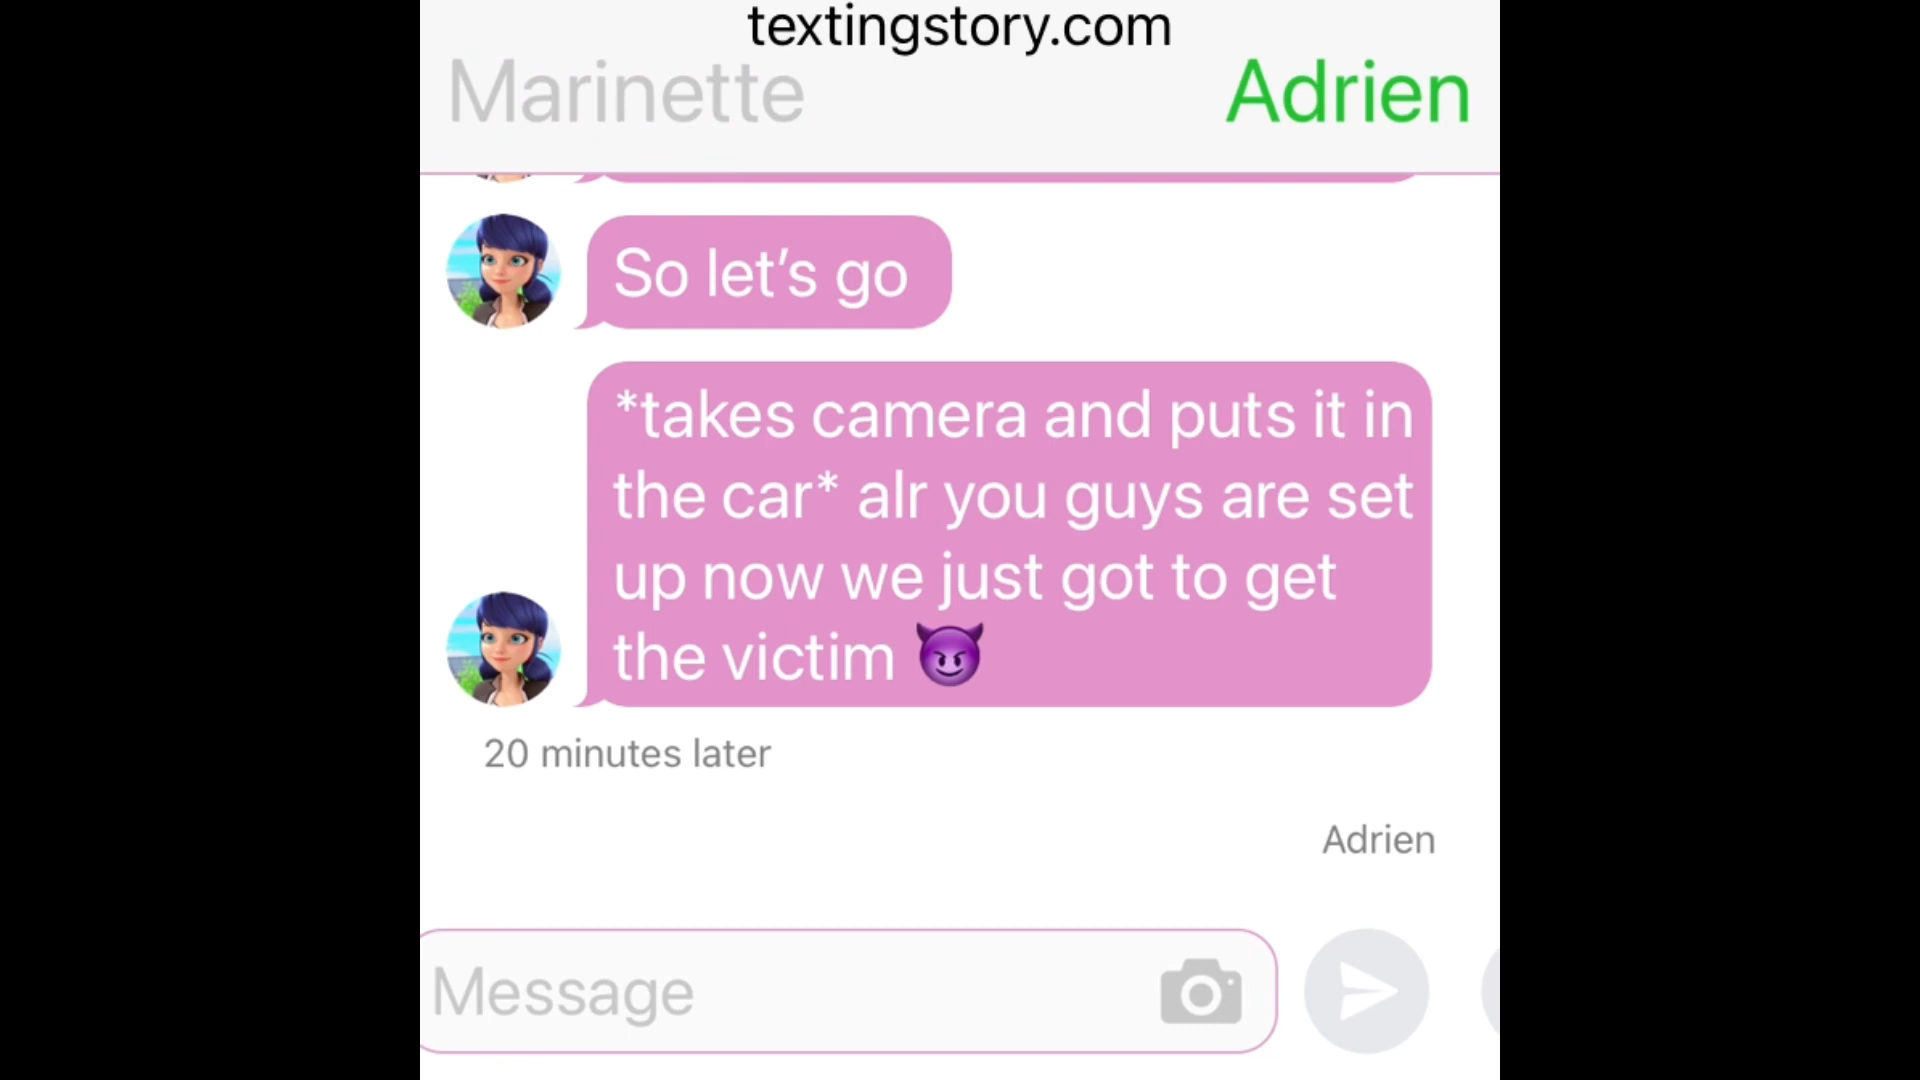 textingstory.com
Marinette
Adrien
So let’s go
*takes camera and puts it in
the car* alr you guys are set
up now we just got to get
the victim 😈
20 minutes later
Adrien
Message